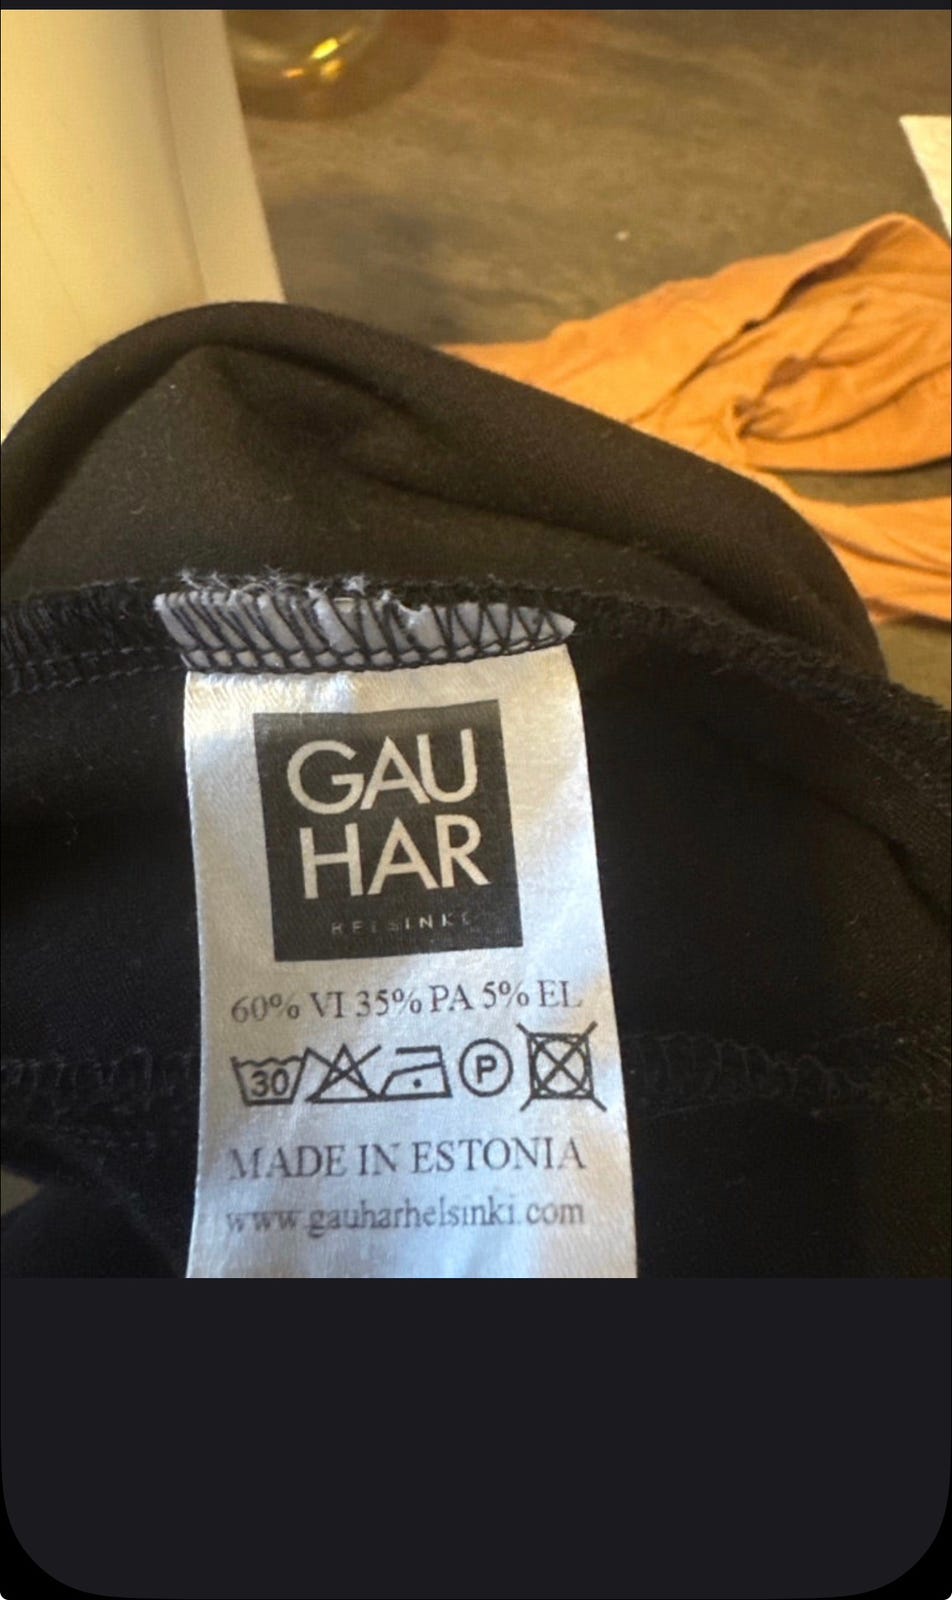 GAU
HAR
HELSINKI
60% VI 35% PA 5% EL
30 P
MADE IN ESTONIA
www.gauharhelsinki.com